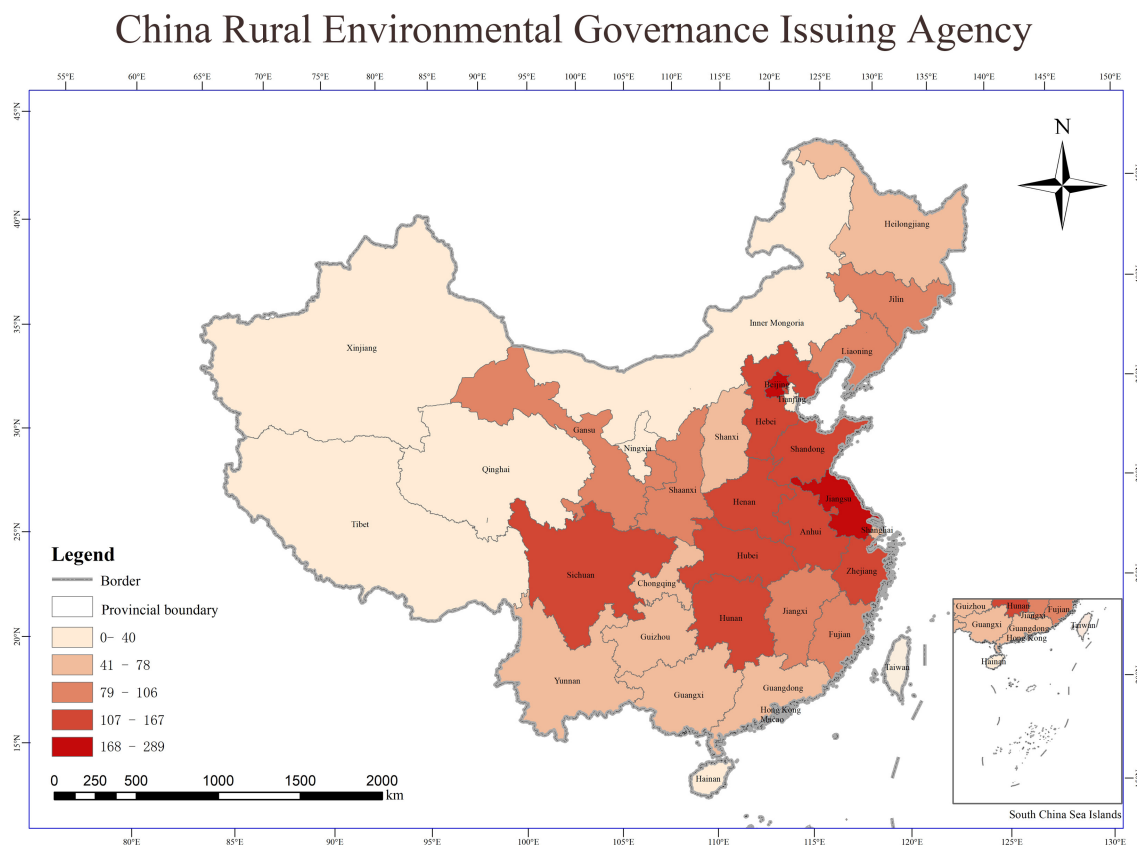 China Rural Environmental Governance Issuing Agency
55°E 60°E 65°E 70°E 75°E 80°E 85°E 90°E 95°E 100°E 105°E 110°E 115°E 120°E 125°E 130°E 135°E 140°E 145°E 150°E
45°N
40°N
35°N
30°N
25°N
20°N
15°N
N
Heilongjiang
Jilin
Inner Mongoria
Xinjiang
Liaoning
Beijing
Tianjing
Hebei
Gansu
Shanxi
Ningxia
Shandong
Qinghai
Shaanxi
Jiangsu
Henan
Tibet
Shanghai
Anhui
Hubei
Zhejiang
Sichuan
Chongqing
Jiangxi
Hunan
Fujian
Guizhou
Taiwan
Yunnan
Guangxi
Guangdong
Hong Kong
Macao
Hainan
Legend
Border
Provincial boundary
0- 40
41 - 78
79 - 106
107 - 167
168 - 289
0 250 500 1000 1500 2000
km
Guizhou
Hunan
Jiangxi
Fujian
Guangxi
Guangdong
Taiwan
Hong Kong
Hainan
South China Sea Islands
80°E 85°E 90°E 95°E 100°E 105°E 110°E 115°E 120°E 125°E 130°E